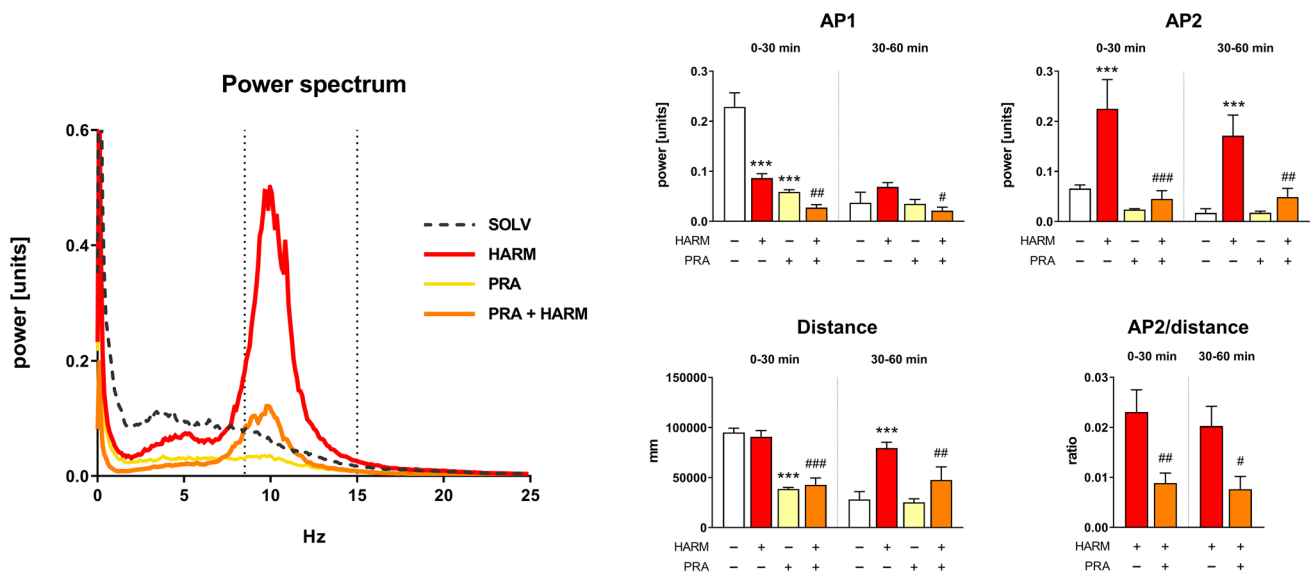 Power spectrum
power [units]
0.6
0.4
0.2
0.0
0 5 10 15 20 25
Hz
SOLV
HARM
PRA
PRA + HARM
AP1
0-30 min 30-60 min
power [units]
0.3
0.2
0.1
0.0
*** *** ## #
HARM − + − + − + − +
PRA − − + + − − + +
AP2
0-30 min 30-60 min
power [units]
0.3
0.2
0.1
0.0
*** ### *** ##
HARM − + − + − + − +
PRA − − + + − − + +
Distance
0-30 min 30-60 min
mm
150000
100000
50000
0
*** ### *** ##
HARM − + − + − + − +
PRA − − + + − − + +
AP2/distance
0-30 min 30-60 min
ratio
0.03
0.02
0.01
0.00
## #
HARM + + + +
PRA − + − +